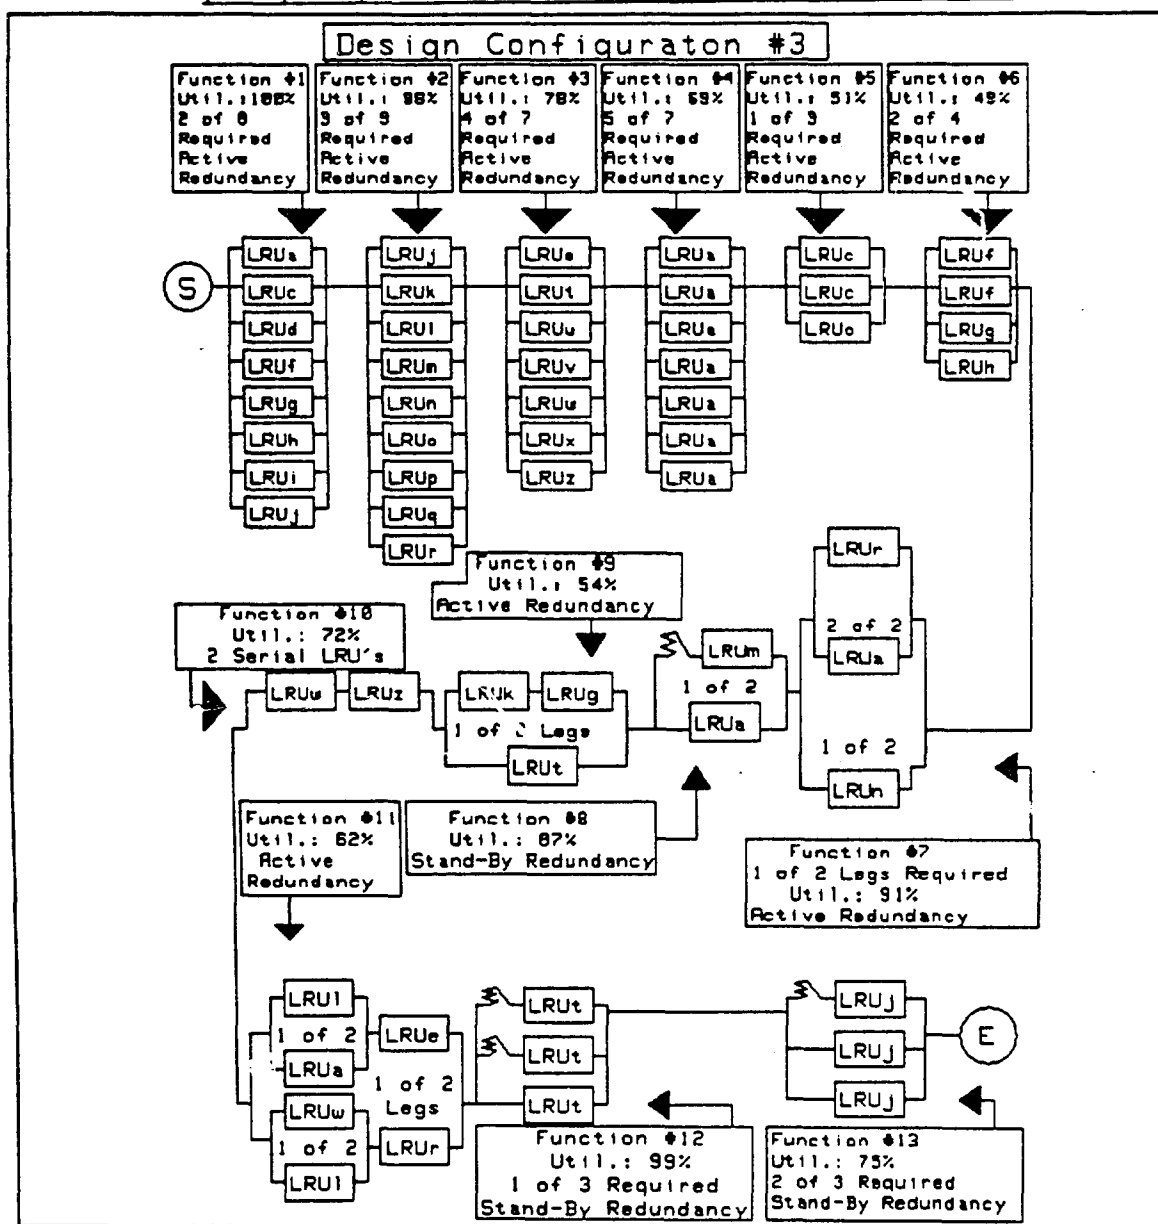 Design Configuraton #3
Function #1
Util.:100%
2 of 8
Required
Active
Redundancy
Function #2
Util.: 98%
3 of 9
Required
Active
Redundancy
Function #3
Util.: 78%
4 of 7
Required
Active
Redundancy
Function #4
Util.: 69%
5 of 7
Required
Active
Redundancy
Function #5
Util.: 51%
1 of 3
Required
Active
Redundancy
Function #6
Util.: 49%
2 of 4
Required
Active
Redundancy
S
LRUa
LRUc
LRUd
LRUf
LRUg
LRUh
LRUi
LRUj
LRUj
LRUk
LRUl
LRUm
LRUn
LRUo
LRUp
LRUq
LRUr
LRUe
LRUt
LRUu
LRUv
LRUw
LRUx
LRUz
LRUa
LRUa
LRUa
LRUa
LRUa
LRUa
LRUa
LRUc
LRUc
LRUo
LRUf
LRUf
LRUg
LRUh
Function #9
Util.: 54%
Active Redundancy
Function #10
Util.: 72%
2 Serial LRU's
LRUw
LRUz
LRUk
LRUg
1 of 2 Legs
LRUt
LRUm
1 of 2
LRUa
LRUr
2 of 2
LRUa
1 of 2
LRUn
Function #11
Util.: 62%
Active
Redundancy
Function #8
Util.: 87%
Stand-By Redundancy
Function #7
1 of 2 Legs Required
Util.: 91%
Active Redundancy
LRUl
1 of 2
LRUa
LRUe
1 of 2
Legs
LRUw
1 of 2
LRUl
LRUr
LRUt
LRUt
LRUt
LRUj
LRUj
LRUj
E
Function #12
Util.: 99%
1 of 3 Required
Stand-By Redundancy
Function #13
Util.: 75%
2 of 3 Required
Stand-By Redundancy